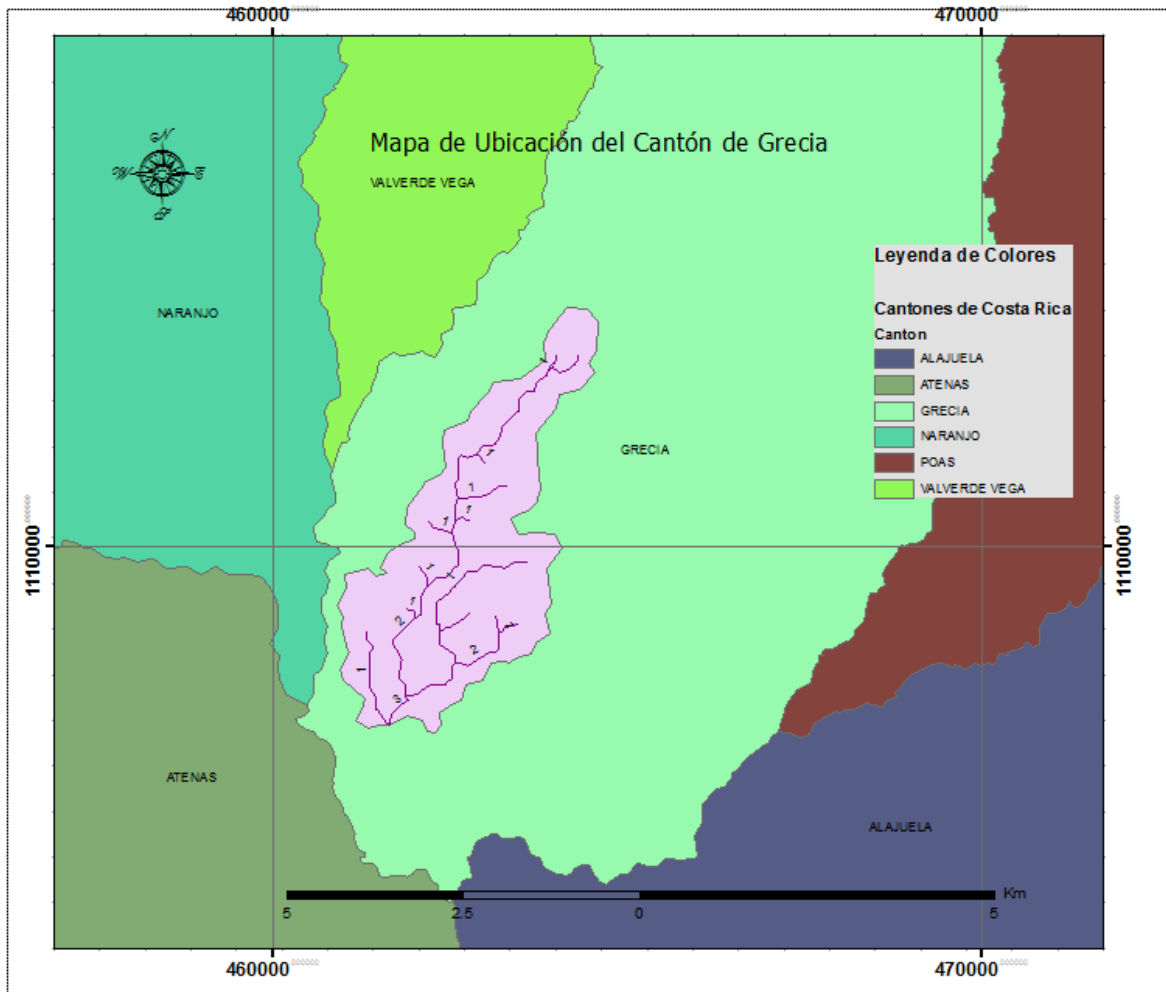 460000
470000
Mapa de Ubicación del Cantón de Grecia
VALVERDE VEGA
N
W
Leyenda de Colores
NARANJO
Cantones de Costa Rica
Canton
ALAJUELA
ATENAS
GRECIA
NARANJO
POAS
VALVERDE VEGA
GRECIA
1
1
1
1
1
1110000
1110000
1
1
1
2
1
2
1
3
ATENAS
ALAJUELA
Km
5 2.5 0 5
460000
470000